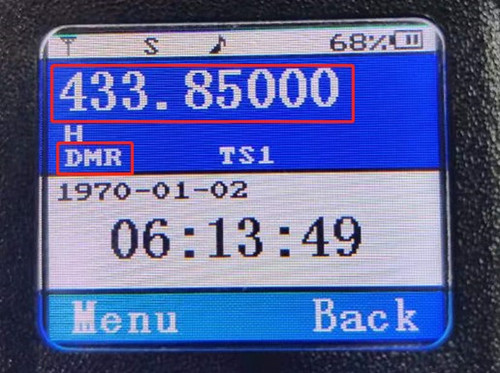 S 68%
433.85000
H
DMR TS1
1970-01-02
06:13:49
Menu Back